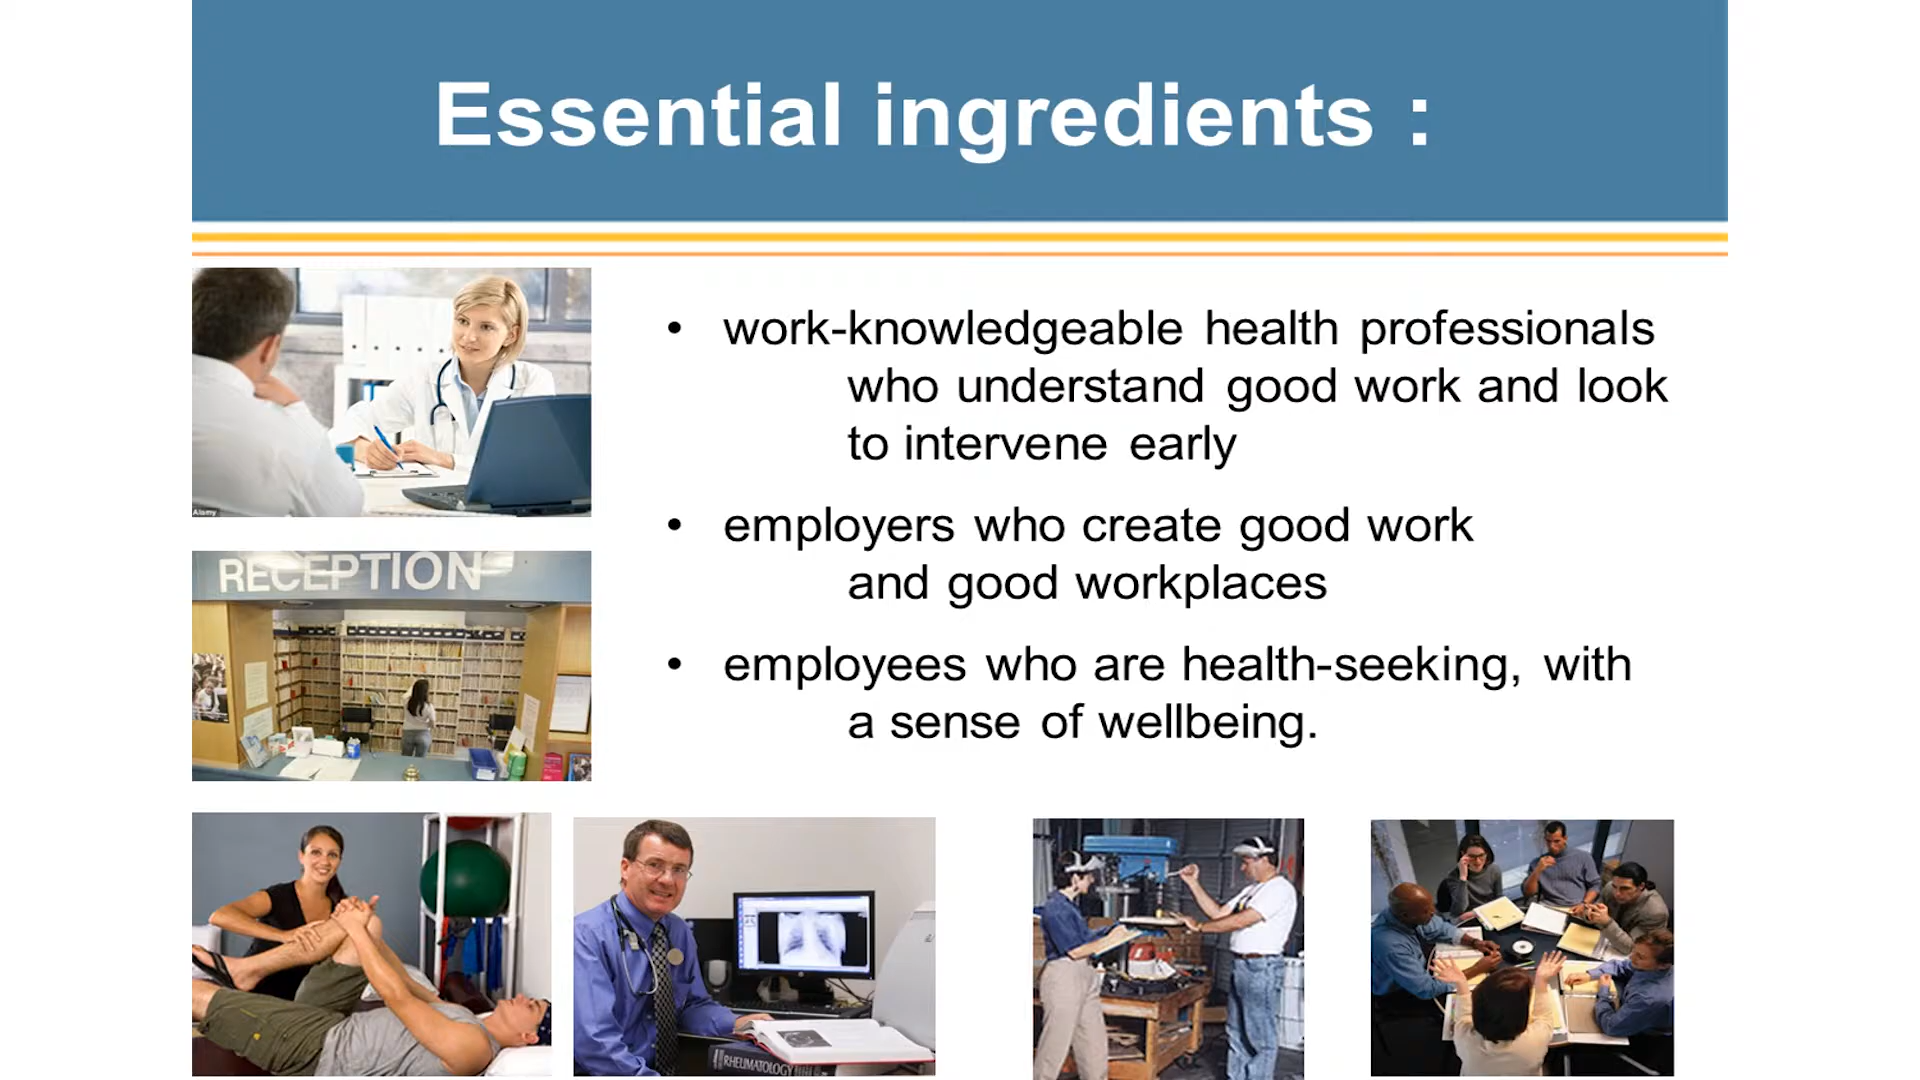 Essential ingredients :
• work-knowledgeable health professionals
who understand good work and look
to intervene early
• employers who create good work
and good workplaces
• employees who are health-seeking, with
a sense of wellbeing.
Alamy
RECEPTION
RHEUMATOLOGY